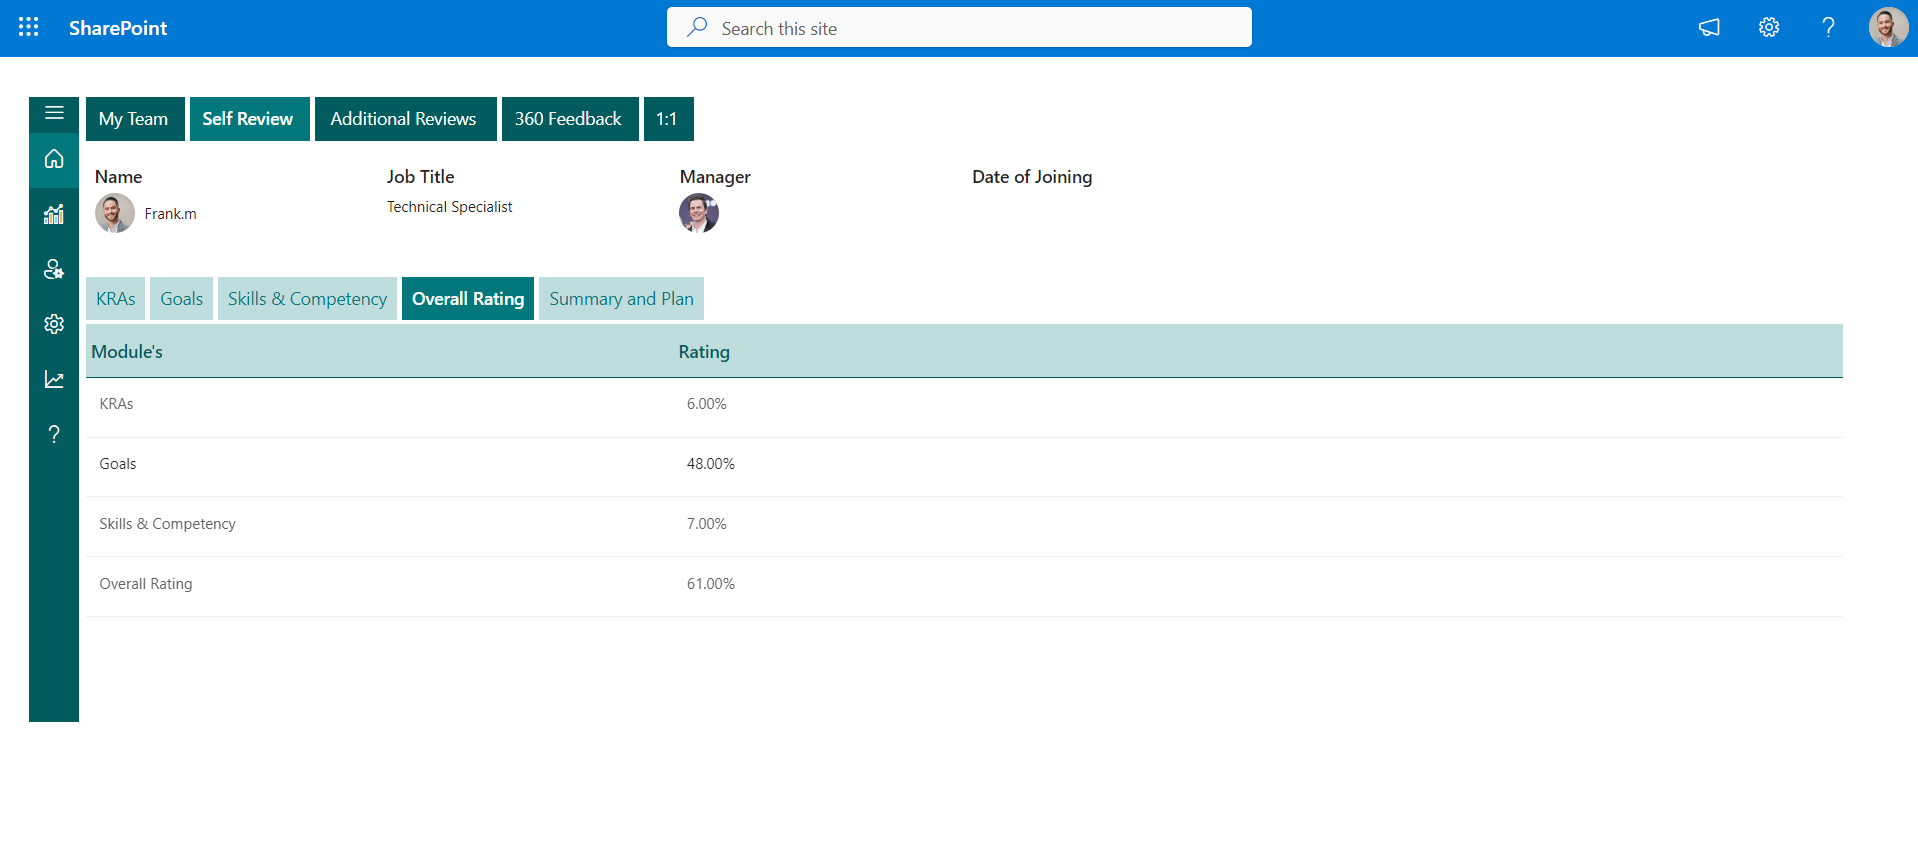 SharePoint
Search this site
My Team
Self Review
Additional Reviews
360 Feedback
1:1
Name
Job Title
Manager
Date of Joining
Frank.m
Technical Specialist
KRAs
Goals
Skills & Competency
Overall Rating
Summary and Plan
Module's Rating
KRAs 6.00%
Goals 48.00%
Skills & Competency 7.00%
Overall Rating 61.00%